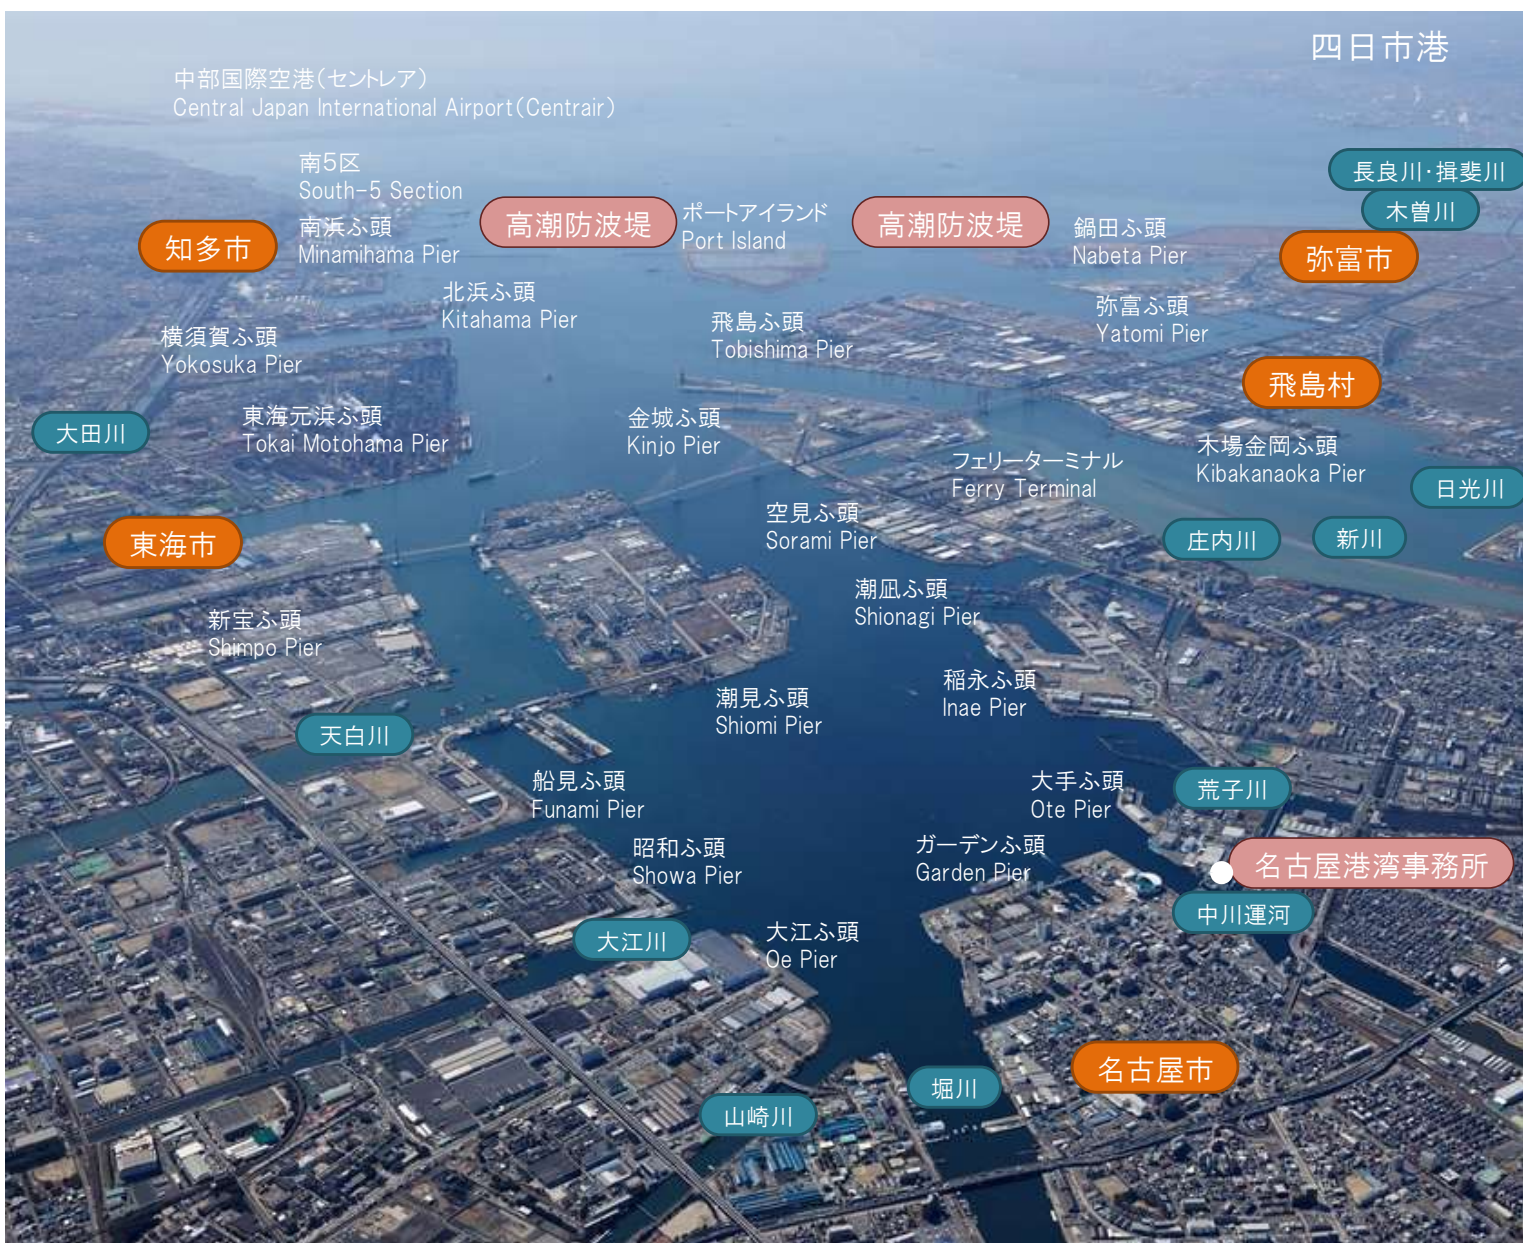 四日市港
中部国際空港（セントレア）
Central Japan International Airport（Centrair）
南5区
South-5 Section
長良川・揖斐川
木曽川
高潮防波堤
ポートアイランド
Port Island
高潮防波堤
知多市
南浜ふ頭
Minamihama Pier
鍋田ふ頭
Nabeta Pier
弥富市
北浜ふ頭
Kitahama Pier
弥富ふ頭
Yatomi Pier
飛島ふ頭
Tobishima Pier
横須賀ふ頭
Yokosuka Pier
飛島村
大田川
東海元浜ふ頭
Tokai Motohama Pier
金城ふ頭
Kinjo Pier
木場金岡ふ頭
Kibakanaoka Pier
フェリーターミナル
Ferry Terminal
日光川
空見ふ頭
Sorami Pier
庄内川
新川
東海市
潮凪ふ頭
Shionagi Pier
新宝ふ頭
Shimpo Pier
稲永ふ頭
Inae Pier
潮見ふ頭
Shiomi Pier
天白川
船見ふ頭
Funami Pier
大手ふ頭
Ote Pier
荒子川
昭和ふ頭
Showa Pier
ガーデンふ頭
Garden Pier
名古屋港湾事務所
中川運河
大江川
大江ふ頭
Oe Pier
名古屋市
堀川
山崎川